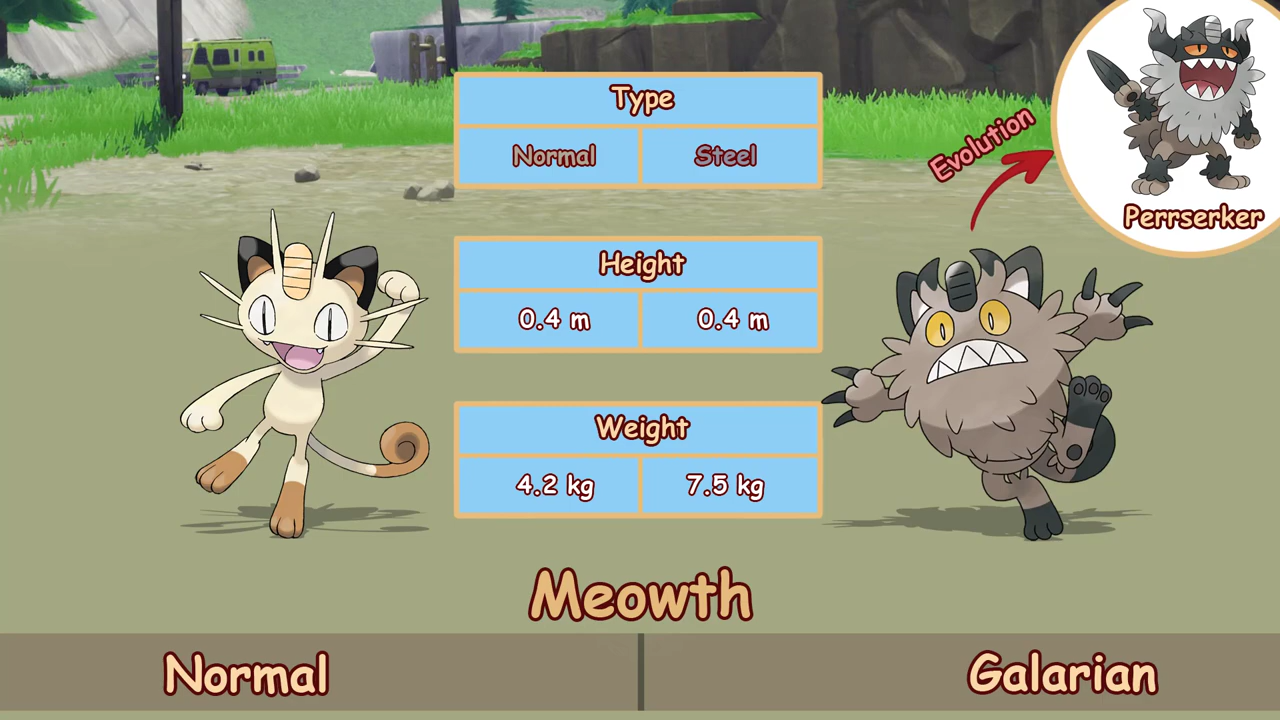 Type
Normal
Steel
Evolution
Perrserker
Height
0.4 m
0.4 m
Weight
4.2 kg
7.5 kg
Meowth
Normal
Galarian